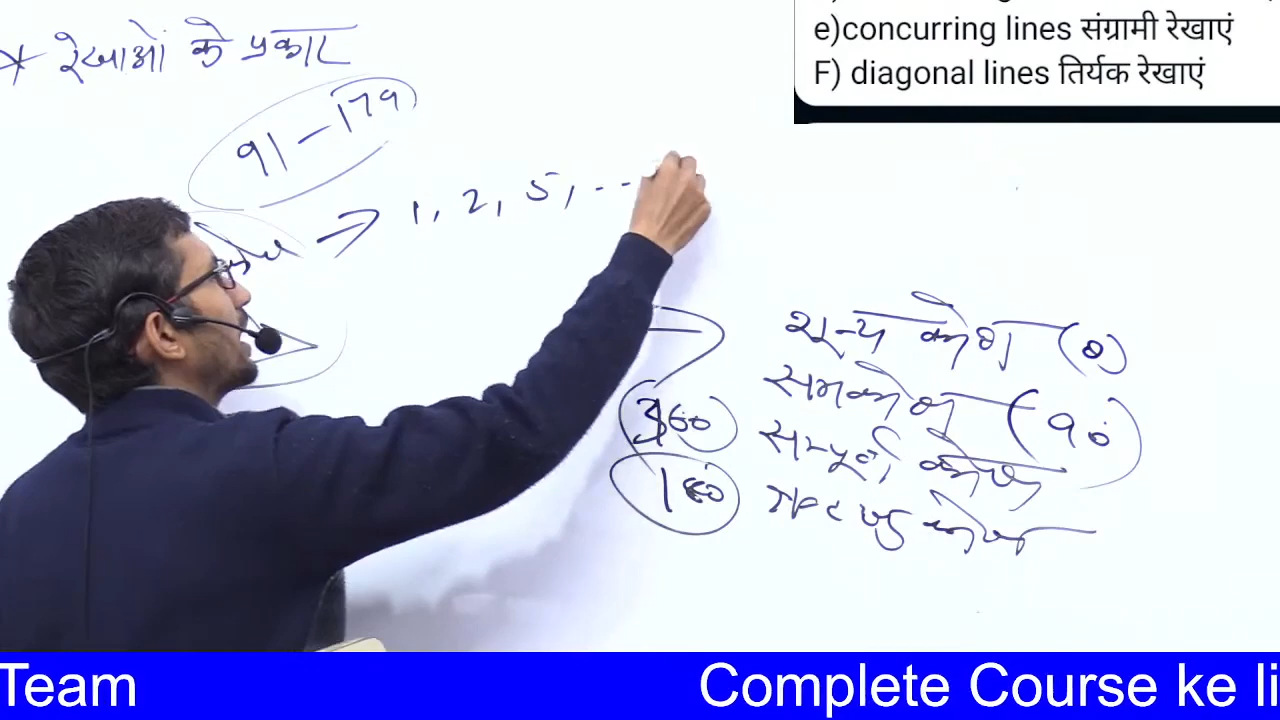 * रेखाओं के प्रकार
e)concurring lines संग्रामी रेखाएं
F) diagonal lines तिर्यक रेखाएं
91-179
→ 1, 2, 5, ...
शून्य कोण (0)
समकोण (90
360 सम्पूर्ण कोण
180 कोण
Team
Complete Course ke li